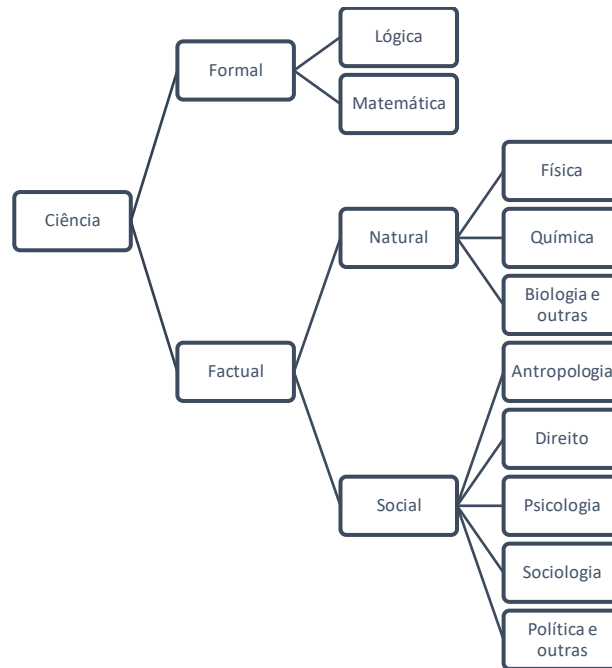 Lógica
Formal
Matemática
Física
Ciência
Natural
Química
Biologia e
outras
Factual
Antropologia
Direito
Social
Psicologia
Sociologia
Política e
outras